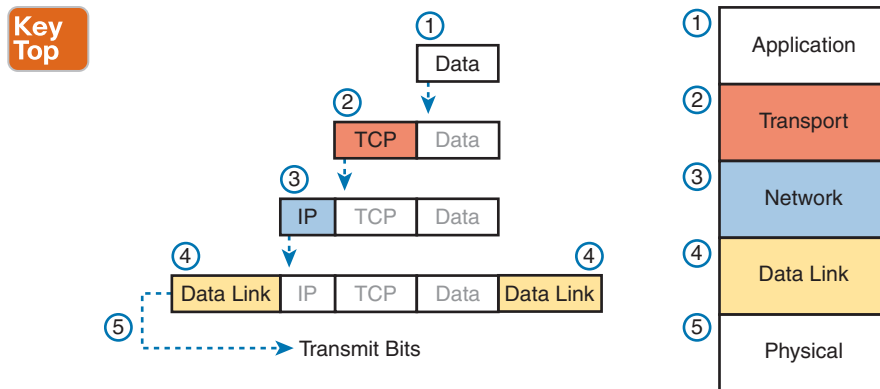 Key
Top
1
Data
2
TCP Data
3
IP TCP Data
4 4
Data Link IP TCP Data Data Link
5
Transmit Bits
1
Application
2
Transport
3
Network
4
Data Link
5
Physical